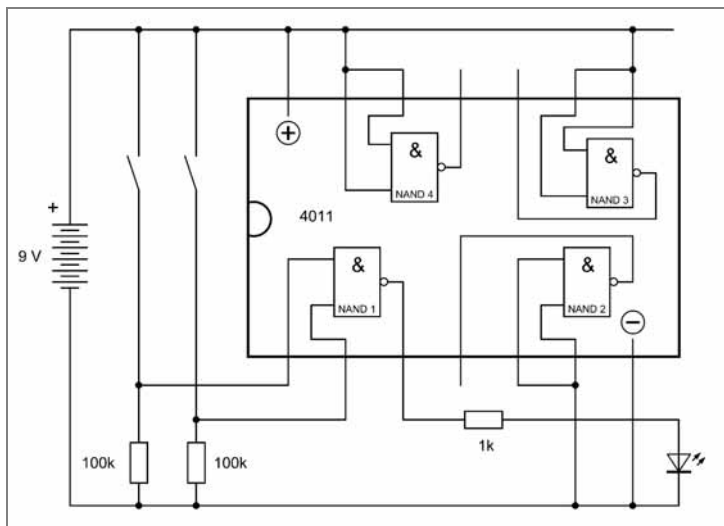 &
NAND 4
&
NAND 3
4011
+
9 V
&
NAND 1
&
NAND 2
100k
100k
1k